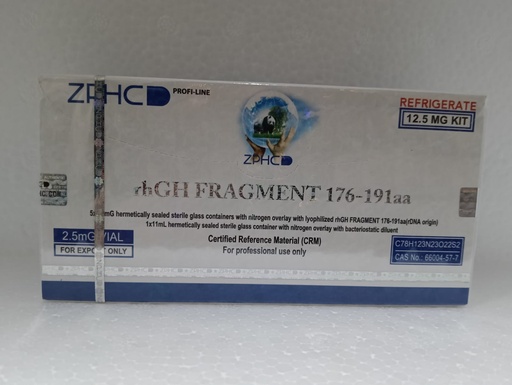 ZPHC
PROFI-LINE
REFRIGERATE
12.5 MG KIT
ZPHC
rhGH FRAGMENT 176-191aa
hermetically sealed sterile glass containers with nitrogen overlay with lyophilized rhGH FRAGMENT 176-191aa(rDNA origin)
1x11mL hermetically sealed sterile glass container with nitrogen overlay with bacteriostatic diluent
2.5mG VIAL
FOR EXPORT ONLY
Certified Reference Material (CRM)
For professional use only
C78H123N23O22S2
CAS No.: 66004-57-7